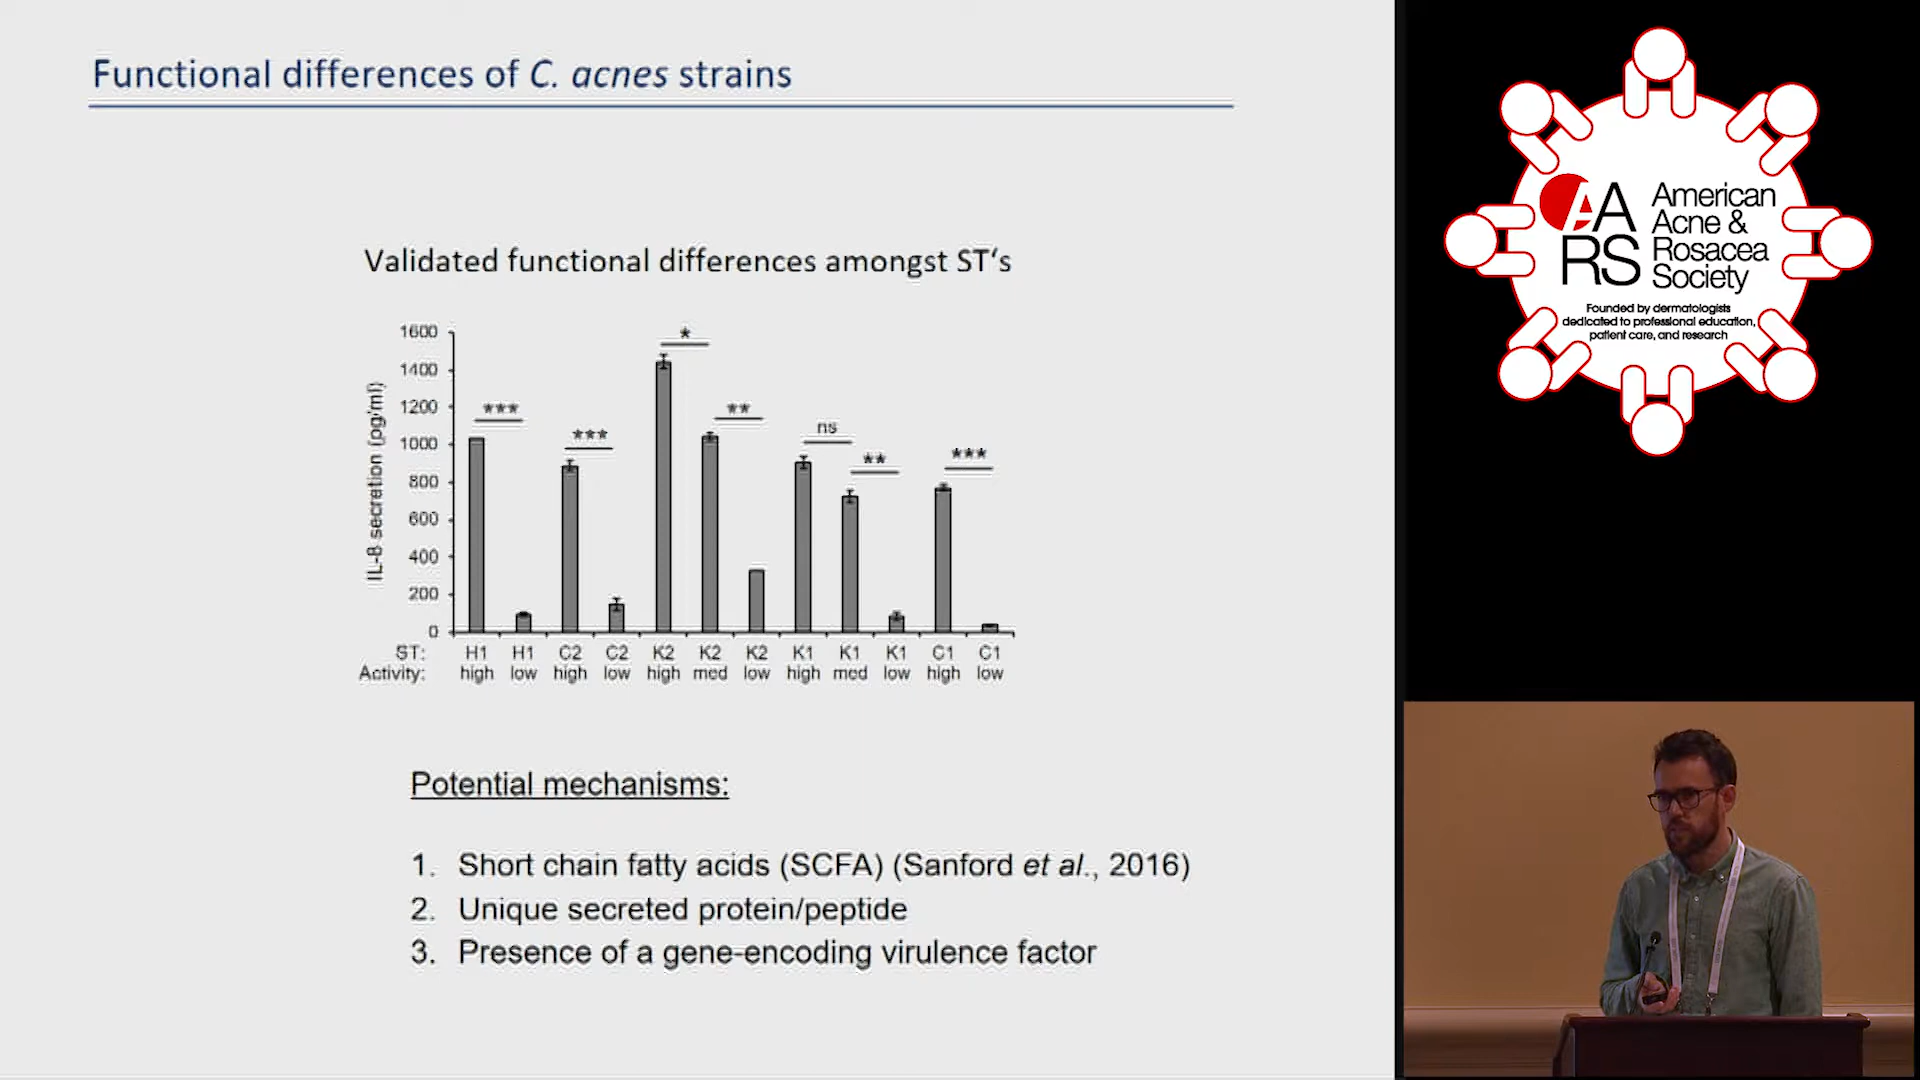 Functional differences of C. acnes strains
Validated functional differences amongst ST's
IL-8 secretion (pg/ml)
1600
1400
1200
1000
800
600
400
200
0
***
***
*
**
ns
**
***
ST: H1 H1 C2 C2 K2 K2 K2 K1 K1 K1 C1 C1
Activity: high low high low high med low high med low high low
Potential mechanisms:
1. Short chain fatty acids (SCFA) (Sanford et al., 2016)
2. Unique secreted protein/peptide
3. Presence of a gene-encoding virulence factor
AARS
American
Acne &
Rosacea
Society
Founded by dermatologists
dedicated to professional education,
patient care, and research